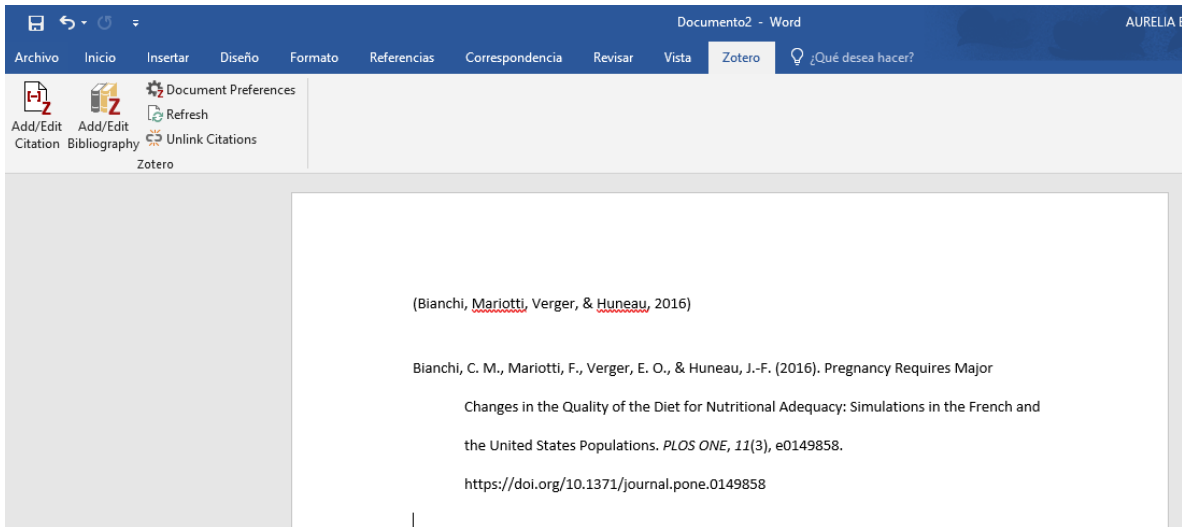 Documento2 - Word
AURELIA
Archivo Inicio Insertar Diseño Formato Referencias Correspondencia Revisar Vista Zotero ¿Qué desea hacer?
Document Preferences
Refresh
Unlink Citations
Add/Edit Citation
Add/Edit Bibliography
Zotero
(Bianchi, Mariotti, Verger, & Huneau, 2016)
Bianchi, C. M., Mariotti, F., Verger, E. O., & Huneau, J.-F. (2016). Pregnancy Requires Major
Changes in the Quality of the Diet for Nutritional Adequacy: Simulations in the French and
the United States Populations. PLOS ONE, 11(3), e0149858.
https://doi.org/10.1371/journal.pone.0149858